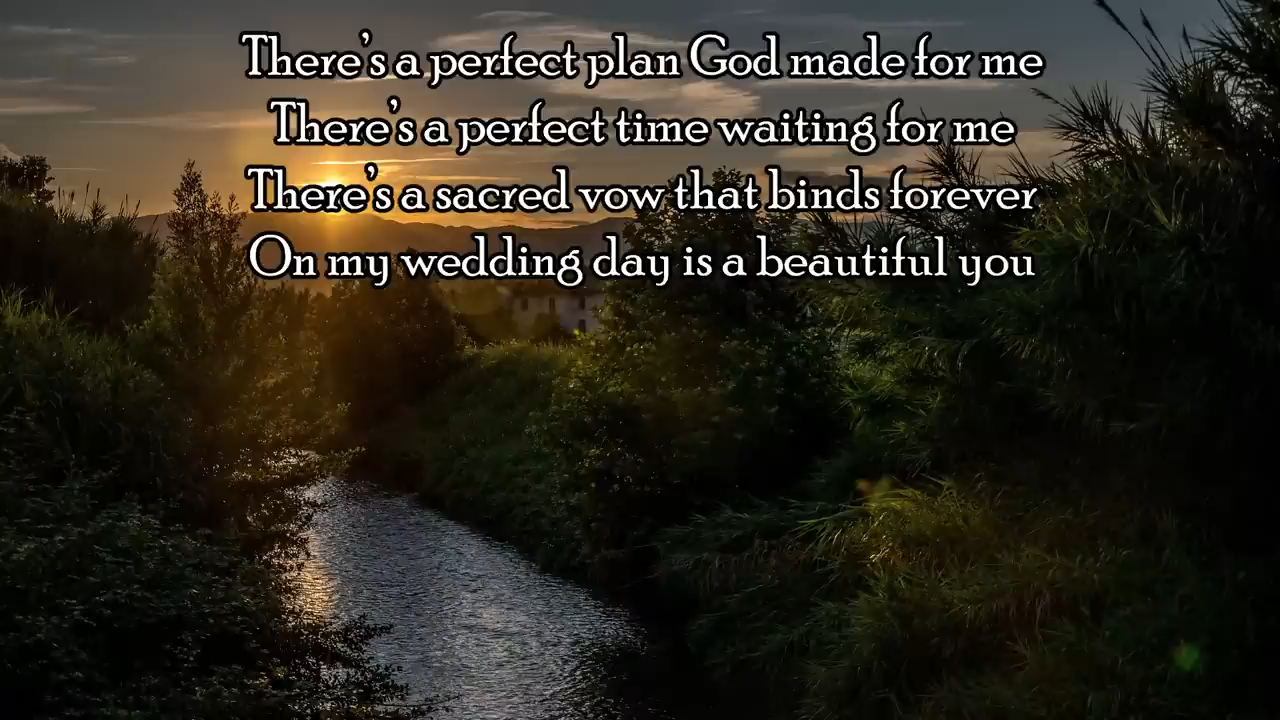 There's a perfect plan God made for me
There's a perfect time waiting for me
There's a sacred vow that binds forever
On my wedding day is a beautiful you